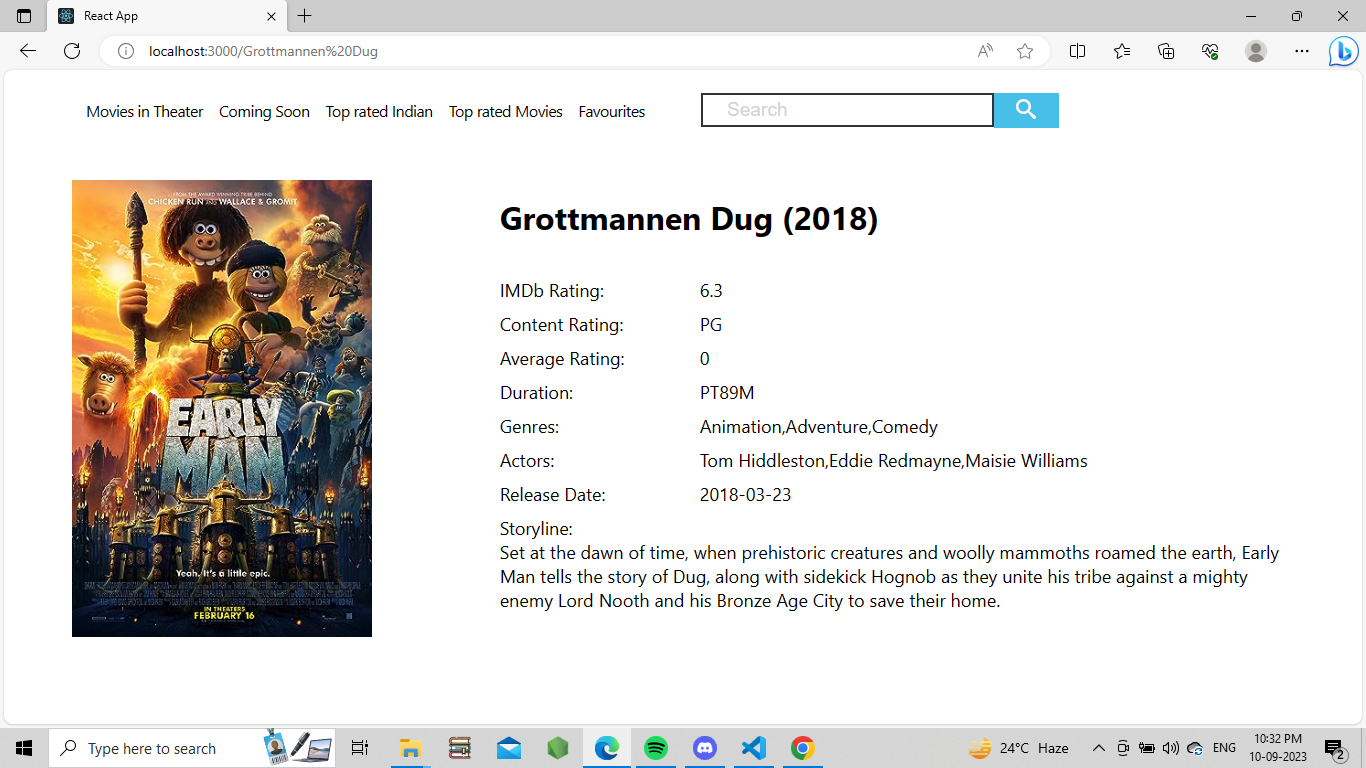 React App
localhost:3000/Grottmannen%20Dug
Movies in Theater Coming Soon Top rated Indian Top rated Movies Favourites Search
FROM THE AWARD WINNING TRIBE BEHIND
CHICKEN RUN AND WALLACE & GROMIT
EARLY
MAN
Yeah. It's a little epic.
IN THEATERS
FEBRUARY 16
Grottmannen Dug (2018)
IMDb Rating: 6.3
Content Rating: PG
Average Rating: 0
Duration: PT89M
Genres: Animation,Adventure,Comedy
Actors: Tom Hiddleston,Eddie Redmayne,Maisie Williams
Release Date: 2018-03-23
Storyline:
Set at the dawn of time, when prehistoric creatures and woolly mammoths roamed the earth, Early
Man tells the story of Dug, along with sidekick Hognob as they unite his tribe against a mighty
enemy Lord Nooth and his Bronze Age City to save their home.
Type here to search
24°C Haze
ENG
10:32 PM
10-09-2023
2